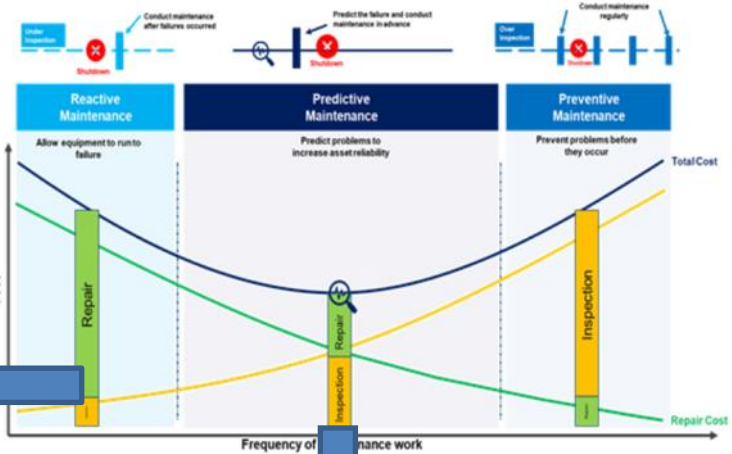 Under
Inspection
Conduct maintenance
after failures occurred
Shutdown
Predict the failure and conduct
maintenance in advance
Shutdown
Conduct maintenance
regularly
Over
Inspection
Shutdown
Reactive
Maintenance
Predictive
Maintenance
Preventive
Maintenance
Allow equipment to run to
failure
Predict problems to
increase asset reliability
Prevent problems before
they occur
Total Cost
Repair
Repair
Inspection
Inspection
Repair Cost
Frequency of nance work